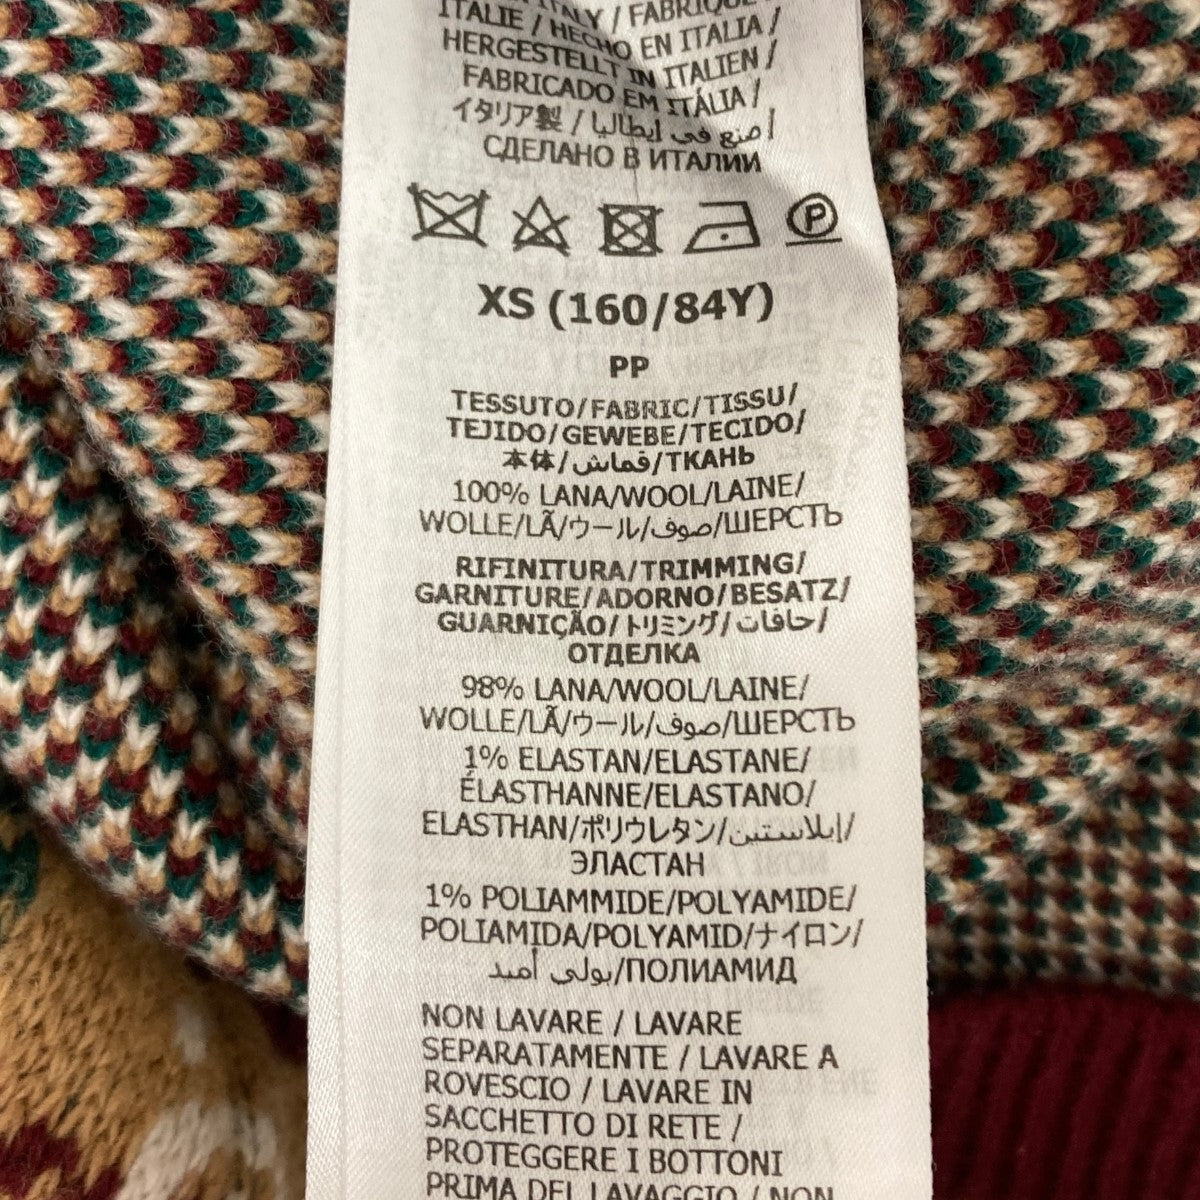 ITALY / FABRIQUÉ
ITALIE / HECHO EN ITALIA /
HERGESTELLT IN ITALIEN /
FABRICADO EM ITÁLIA /
イタリア製 / صنع في إيطاليا /
СДЕЛАНО В ИТАЛИИ
P
XS (160/84Y)
PP
TESSUTO/FABRIC/TISSU/
TEJIDO/GEWEBE/TECIDO/
本体/قماش/ТКАНЬ
100% LANA/WOOL/LAINE/
WOLLE/LÃ/ウール/صوف/ШЕРСТЬ
RIFINITURA/TRIMMING/
GARNITURE/ADORNO/BESATZ/
GUARNIÇÃO/トリミング/حافات/
ОТДЕЛКА
98% LANA/WOOL/LAINE/
WOLLE/LÃ/ウール/صوف/ШЕРСТЬ
1% ELASTAN/ELASTANE/
ÉLASTHANNE/ELASTANO/
ELASTHAN/ポリウレタン/إيلاستين/
ЭЛАСТАН
1% POLIAMMIDE/POLYAMIDE/
POLIAMIDA/POLYAMID/ナイロン/
بولي أميد/ПОЛИАМИД
NON LAVARE / LAVARE
SEPARATAMENTE / LAVARE A
ROVESCIO / LAVARE IN
SACCHETTO DI RETE /
PROTEGGERE I BOTTONI
PRIMA DEL LAVAGGIO / NON